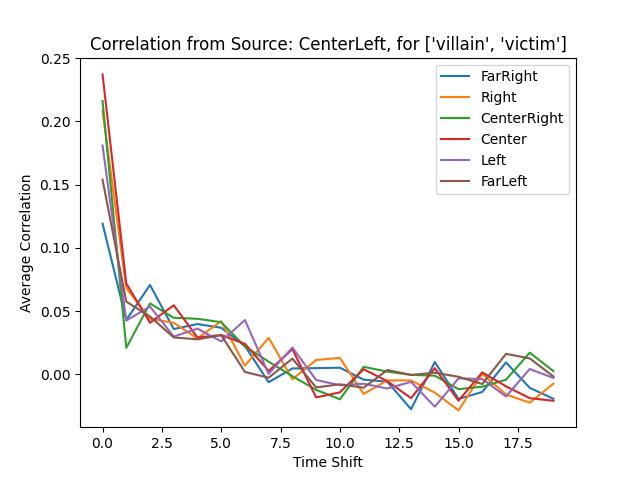 Correlation from Source: CenterLeft, for ['villain', 'victim']
0.25
0.20
0.15
0.10
0.05
0.00
Average Correlation
FarRight
Right
CenterRight
Center
Left
FarLeft
0.0 2.5 5.0 7.5 10.0 12.5 15.0 17.5
Time Shift